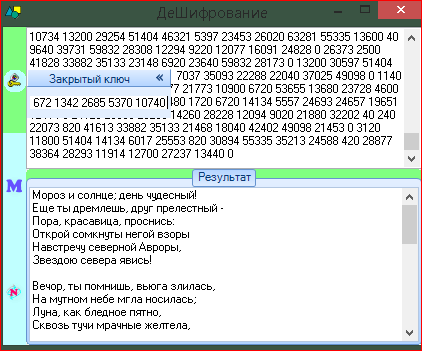 ДеШифрование
10734 13200 29254 51404 46321 5397 23453 26020 63281 55335 13600 40
9640 39731 59832 28308 12294 9220 12077 16091 24828 0 26373 2500
41828 33882 35133 23148 6920 23640 59832 28173 0 13200 30597 51404
Закрытый ключ «
7037 35093 22288 22040 37025 49098 0 1140
77 21773 10900 6720 53655 13680 23728 4600
672 1342 2685 5370 10740
480 1720 6720 14134 5557 24693 24657 19651
14260 28228 12094 9020 21880 32202 40 240
22073 820 41613 33882 35133 21468 18040 42402 49098 21453 0 3120
11800 51404 14134 6017 25553 820 30894 55335 35213 24588 420 28877
38364 28293 11914 12700 27237 13440 0
М
Результат
Мороз и солнце; день чудесный!
Еще ты дремлешь, друг прелестный -
Пора, красавица, проснись:
Открой сомкнуты негой взоры
Навстречу северной Авроры,
Звездою севера явись!
Вечор, ты помнишь, вьюга злилась,
На мутном небе мгла носилась;
Луна, как бледное пятно,
Сквозь тучи мрачные желтела,